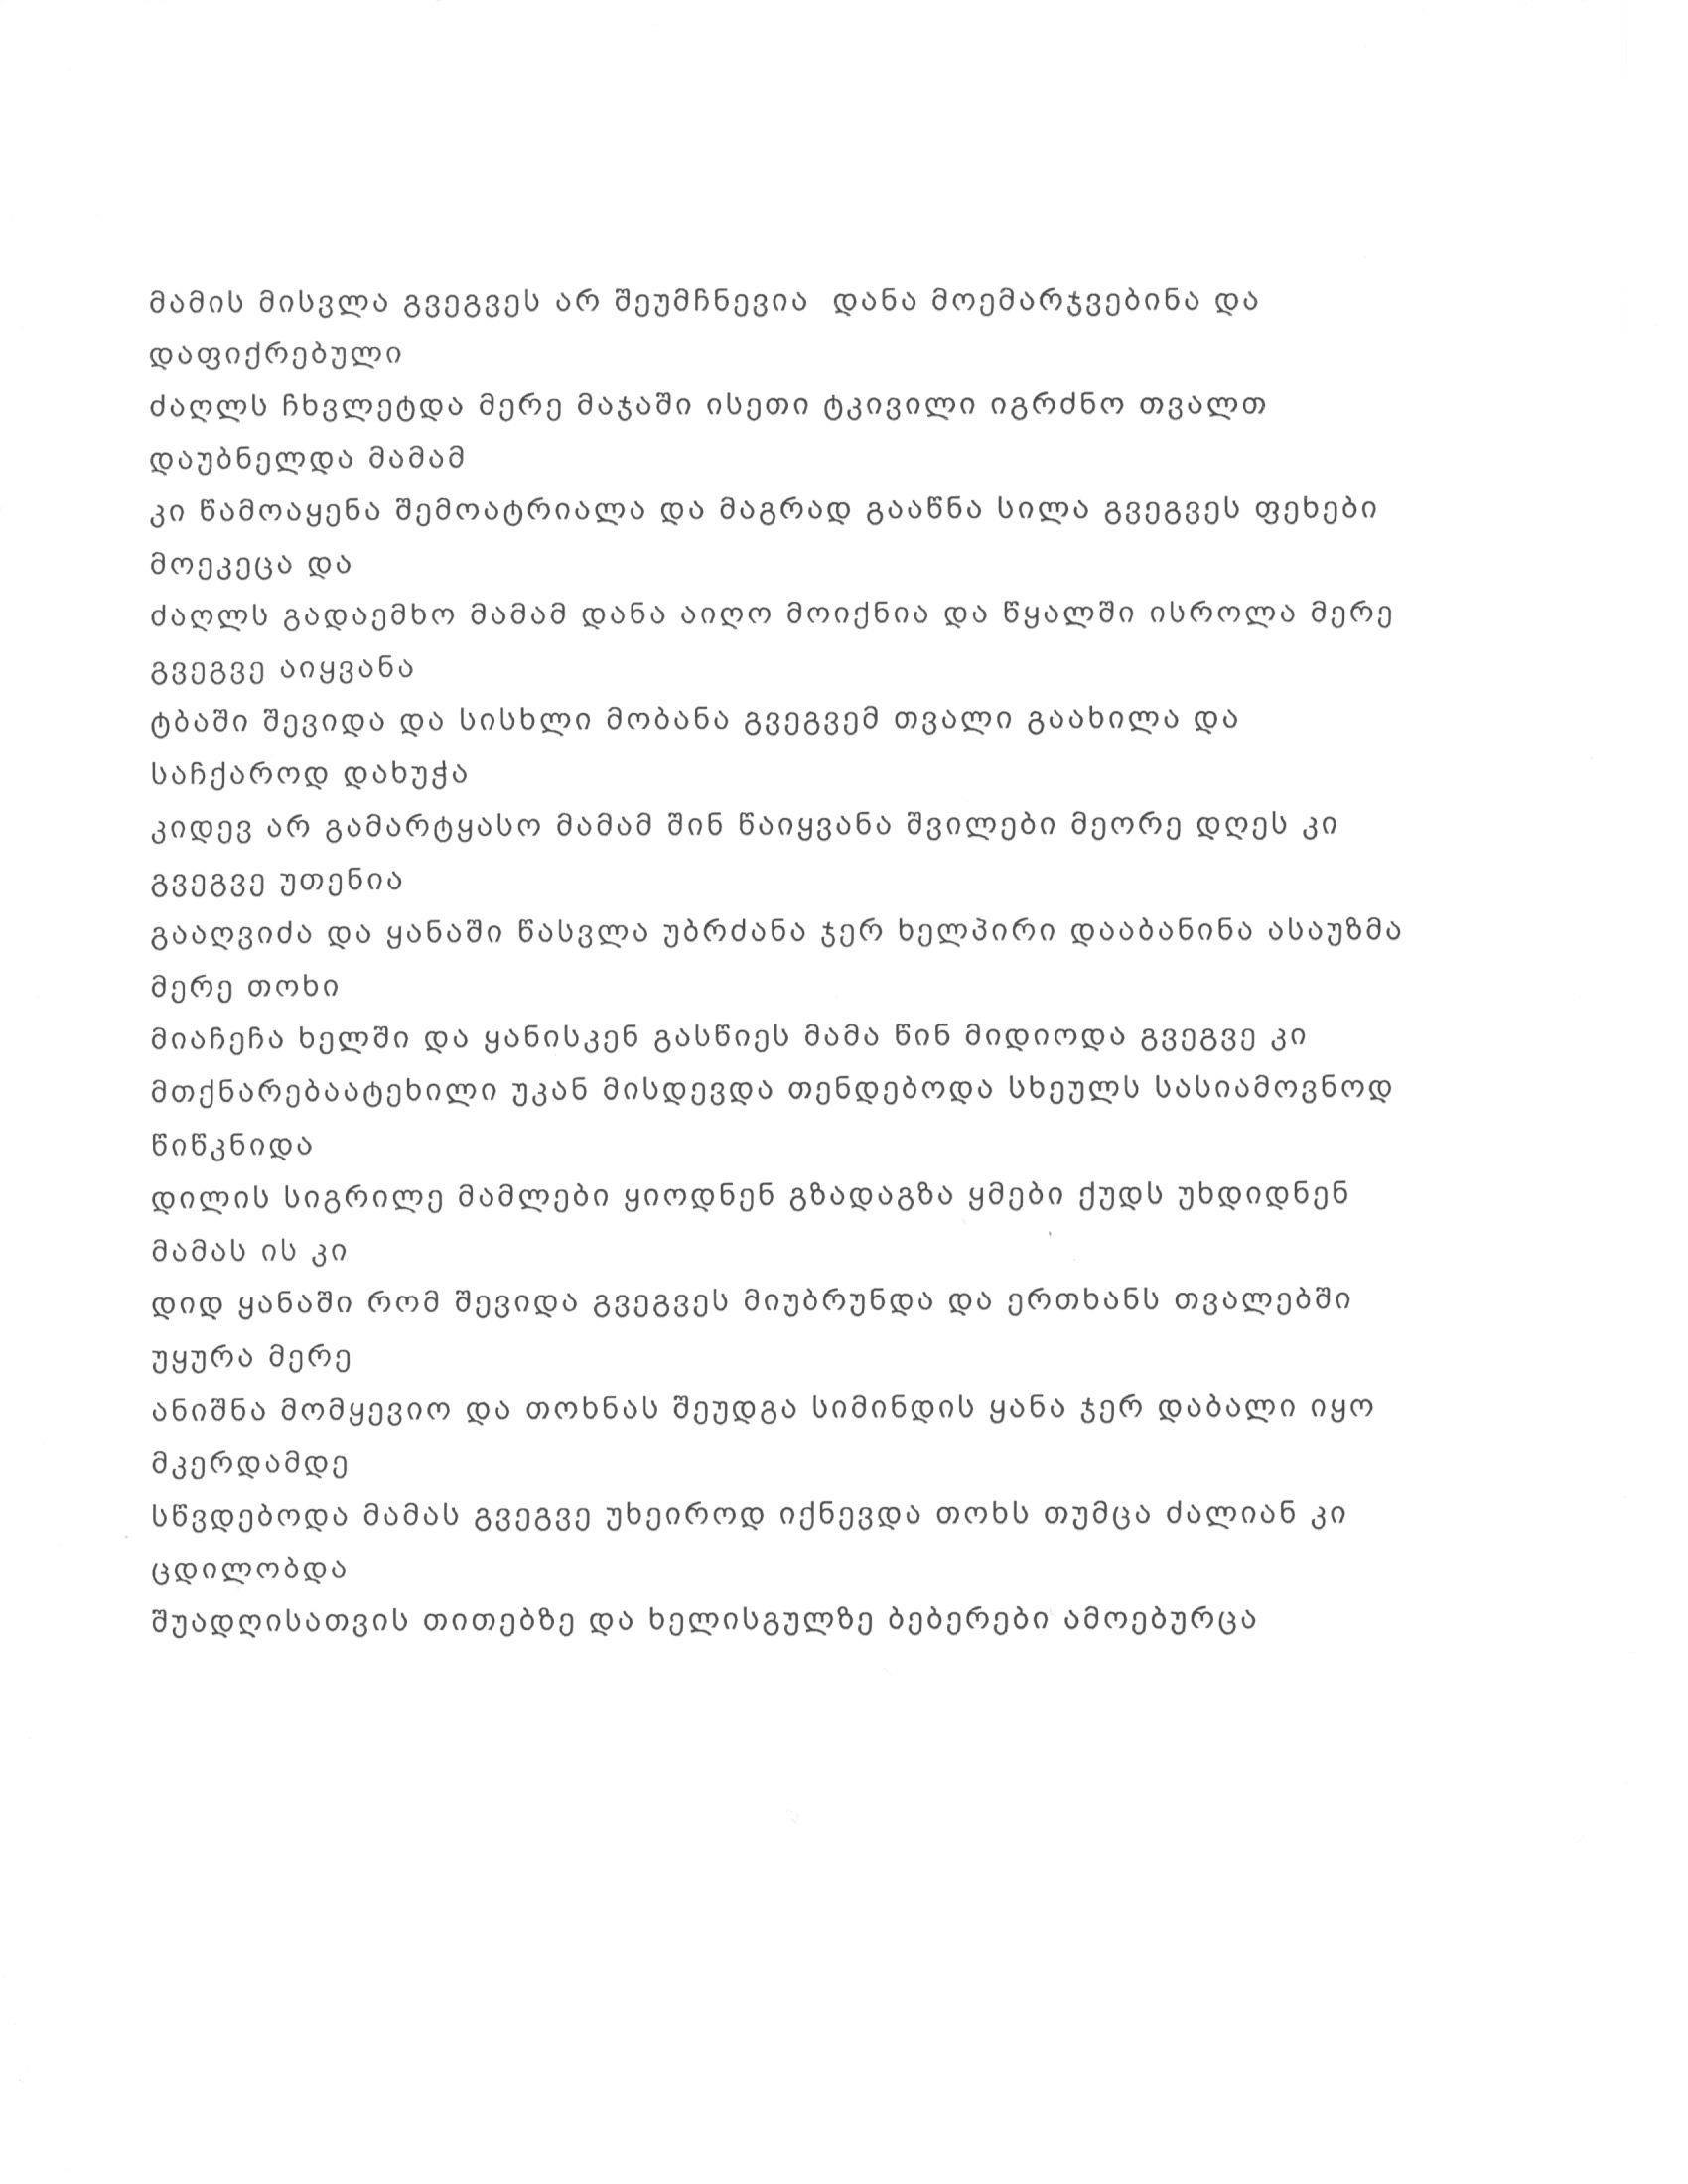 მამის მისვლა გვეგვეს არ შეუმჩნევია  დანა მოემარჯვებინა და
დაფიქრებული
ძაღლს ჩხვლეტდა მერე მაჯაში ისეთი ტკივილი იგრძნო თვალთ
დაუბნელდა მამამ
კი წამოაყენა შემოატრიალა და მაგრად გააწნა სილა გვეგვეს ფეხები
მოეკეცა და
ძაღლს გადაემხო მამამ დანა აიღო მოიქნია და წყალში ისროლა მერე
გვეგვე აიყვანა
ტბაში შევიდა და სისხლი მობანა გვეგვემ თვალი გაახილა და
საჩქაროდ დახუჭა
კიდევ არ გამარტყასო მამამ შინ წაიყვანა შვილები მეორე დღეს კი
გვეგვე უთენია
გააღვიძა და ყანაში წასვლა უბრძანა ჯერ ხელპირი დააბანინა ასაუზმა
მერე თოხი
მიაჩეჩა ხელში და ყანისკენ გასწიეს მამა წინ მიდიოდა გვეგვე კი
მთქნარებაატეხილი უკან მისდევდა თენდებოდა სხეულს სასიამოვნოდ
წიწკნიდა
დილის სიგრილე მამლები ყიოდნენ გზადაგზა ყმები ქუდს უხდიდნენ
მამას ის კი
დიდ ყანაში რომ შევიდა გვეგვეს მიუბრუნდა და ერთხანს თვალებში
უყურა მერე
ანიშნა მომყევიო და თოხნას შეუდგა სიმინდის ყანა ჯერ დაბალი იყო
მკერდამდე
სწვდებოდა მამას გვეგვე უხეიროდ იქნევდა თოხს თუმცა ძალიან კი
ცდილობდა
შუადღისათვის თითებზე და ხელისგულზე ბებერები ამოებურცა